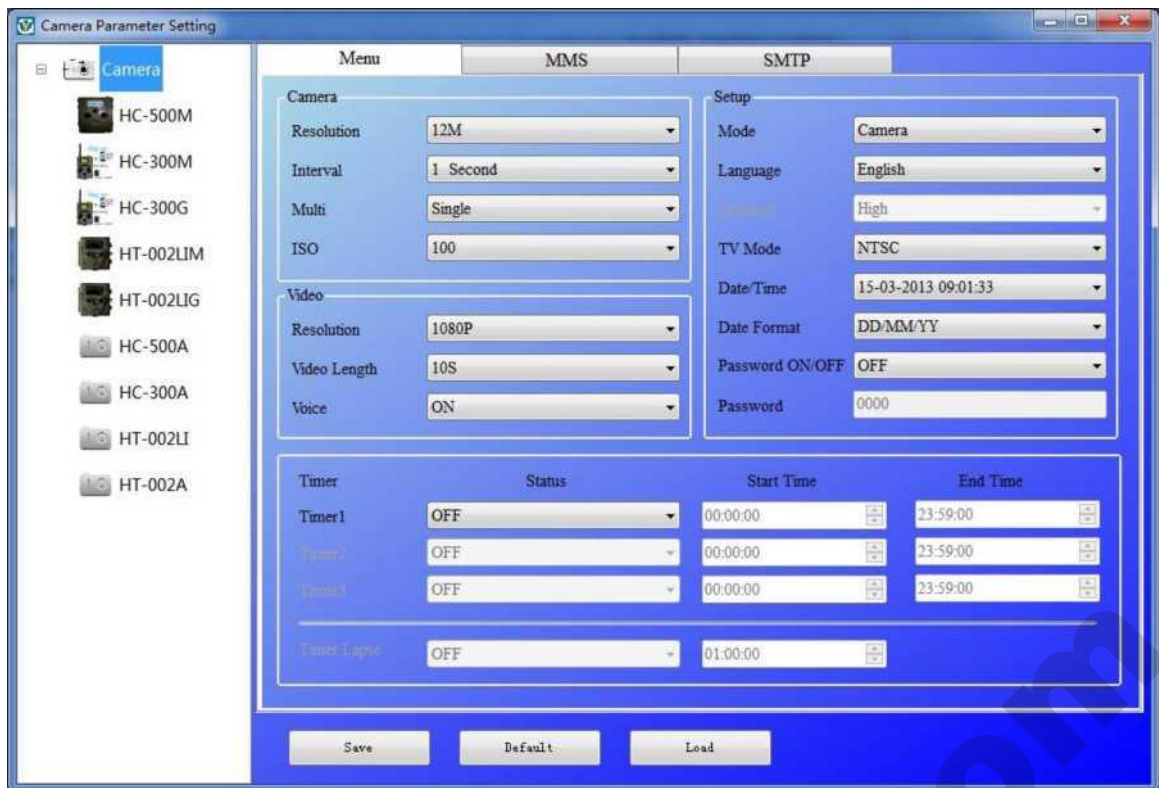 Camera Parameter Setting
Camera
HC-500M
HC-300M
HC-300G
HT-002LIM
HT-002LIG
HC-500A
HC-300A
HT-002LI
HT-002A
Menu MMS SMTP
Camera
Resolution 12M
Interval 1 Second
Multi Single
ISO 100
Video
Resolution 1080P
Video Length 10S
Voice ON
Setup
Mode Camera
Language English
High
TV Mode NTSC
Date/Time 15-03-2013 09:01:33
Date Format DD/MM/YY
Password ON/OFF OFF
Password 0000
Timer Status Start Time End Time
Timer1 OFF 00:00:00 23:59:00
Timer2 OFF 00:00:00 23:59:00
Timer3 OFF 00:00:00 23:59:00
Timer Lapse OFF 01:00:00
Save Default Load
om